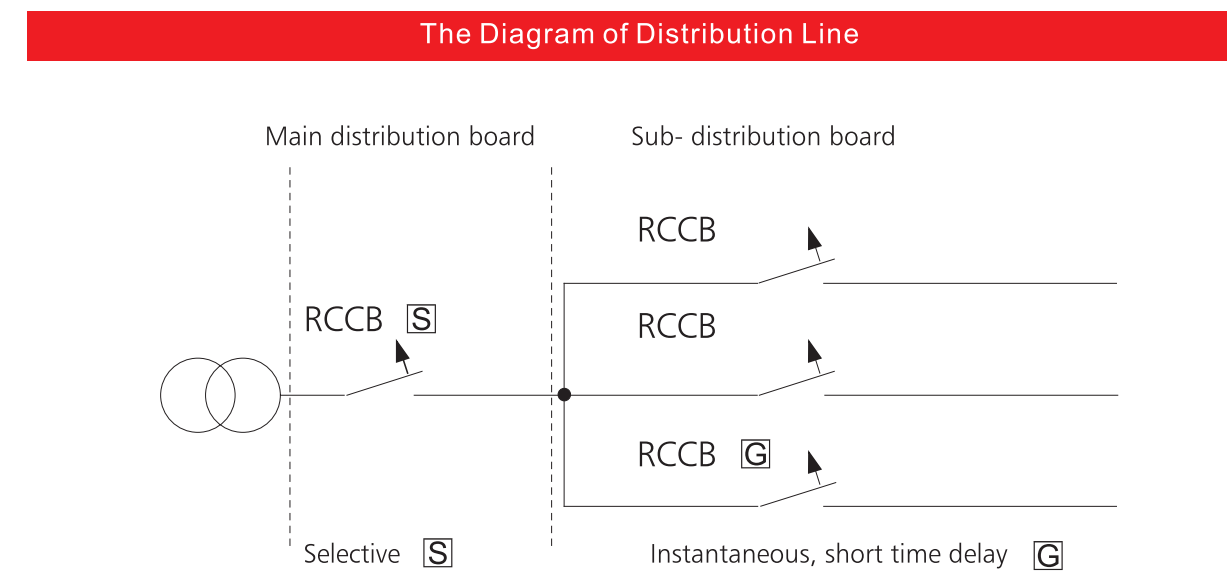 The Diagram of Distribution Line
Main distribution board
Sub- distribution board
RCCB
RCCB S
RCCB
RCCB G
Selective S
Instantaneous, short time delay G